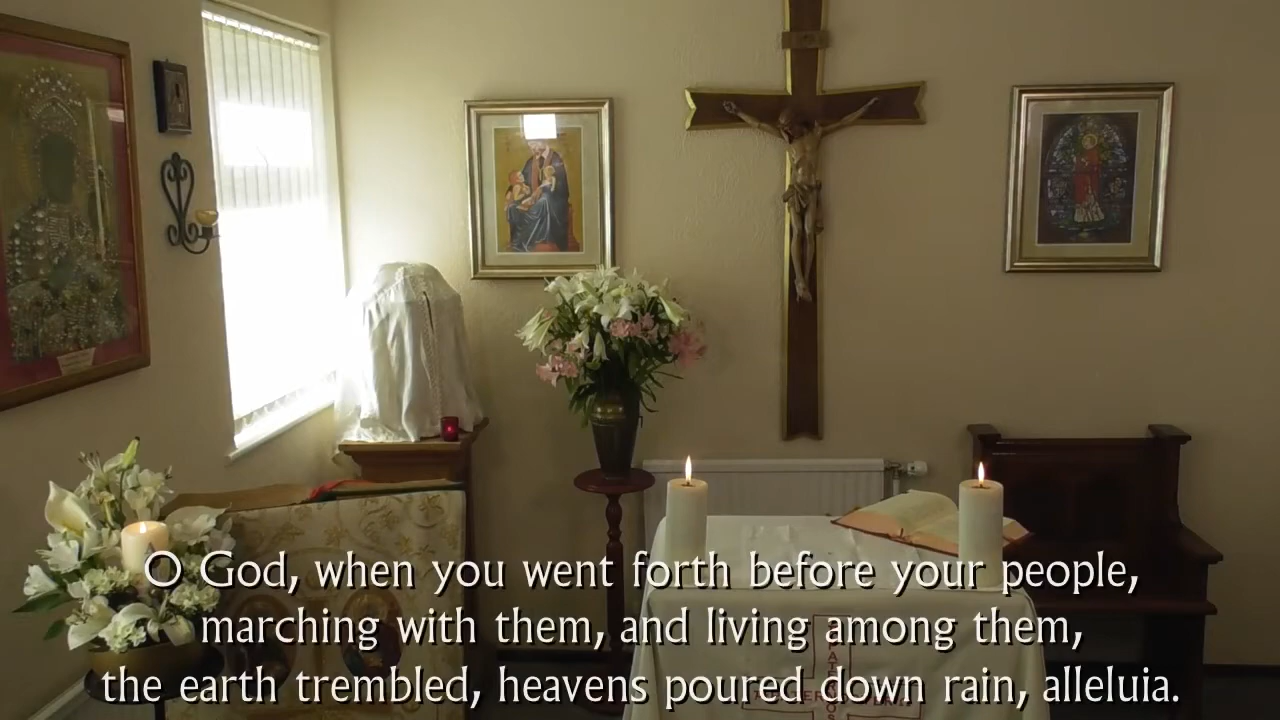 O God, when you went forth before your people,
marching with them, and living among them,
the earth trembled, heavens poured down rain, alleluia.